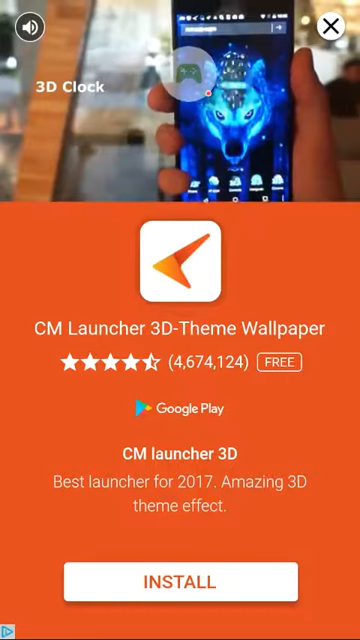 3D Clock
CM Launcher 3D-Theme Wallpaper
(4,674,124) FREE
Google Play
CM launcher 3D
Best launcher for 2017. Amazing 3D
theme effect.
INSTALL